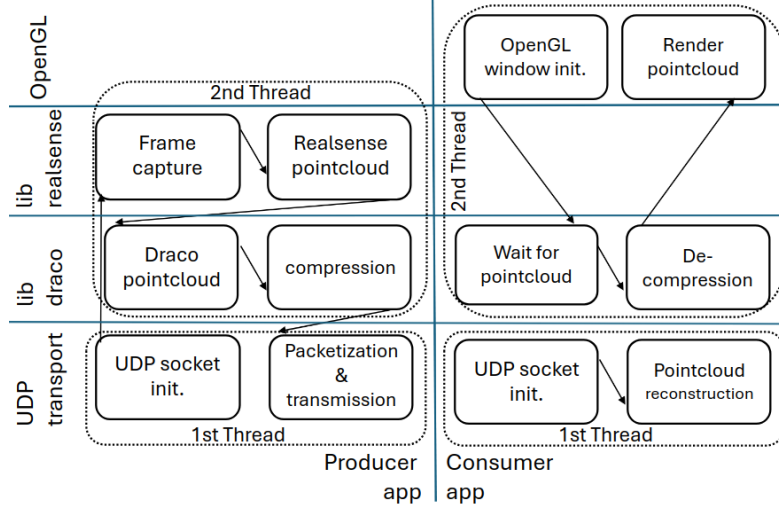 OpenGL
OpenGL
window init.
Render
pointcloud
2nd Thread
lib
realsense
Frame
capture
Realsense
pointcloud
2nd Thread
lib
draco
Draco
pointcloud
compression
Wait for
pointcloud
De-
compression
UDP
transport
UDP socket
init.
Packetization
&
transmission
UDP socket
init.
Pointcloud
reconstruction
1st Thread
1st Thread
Producer
app
Consumer
app